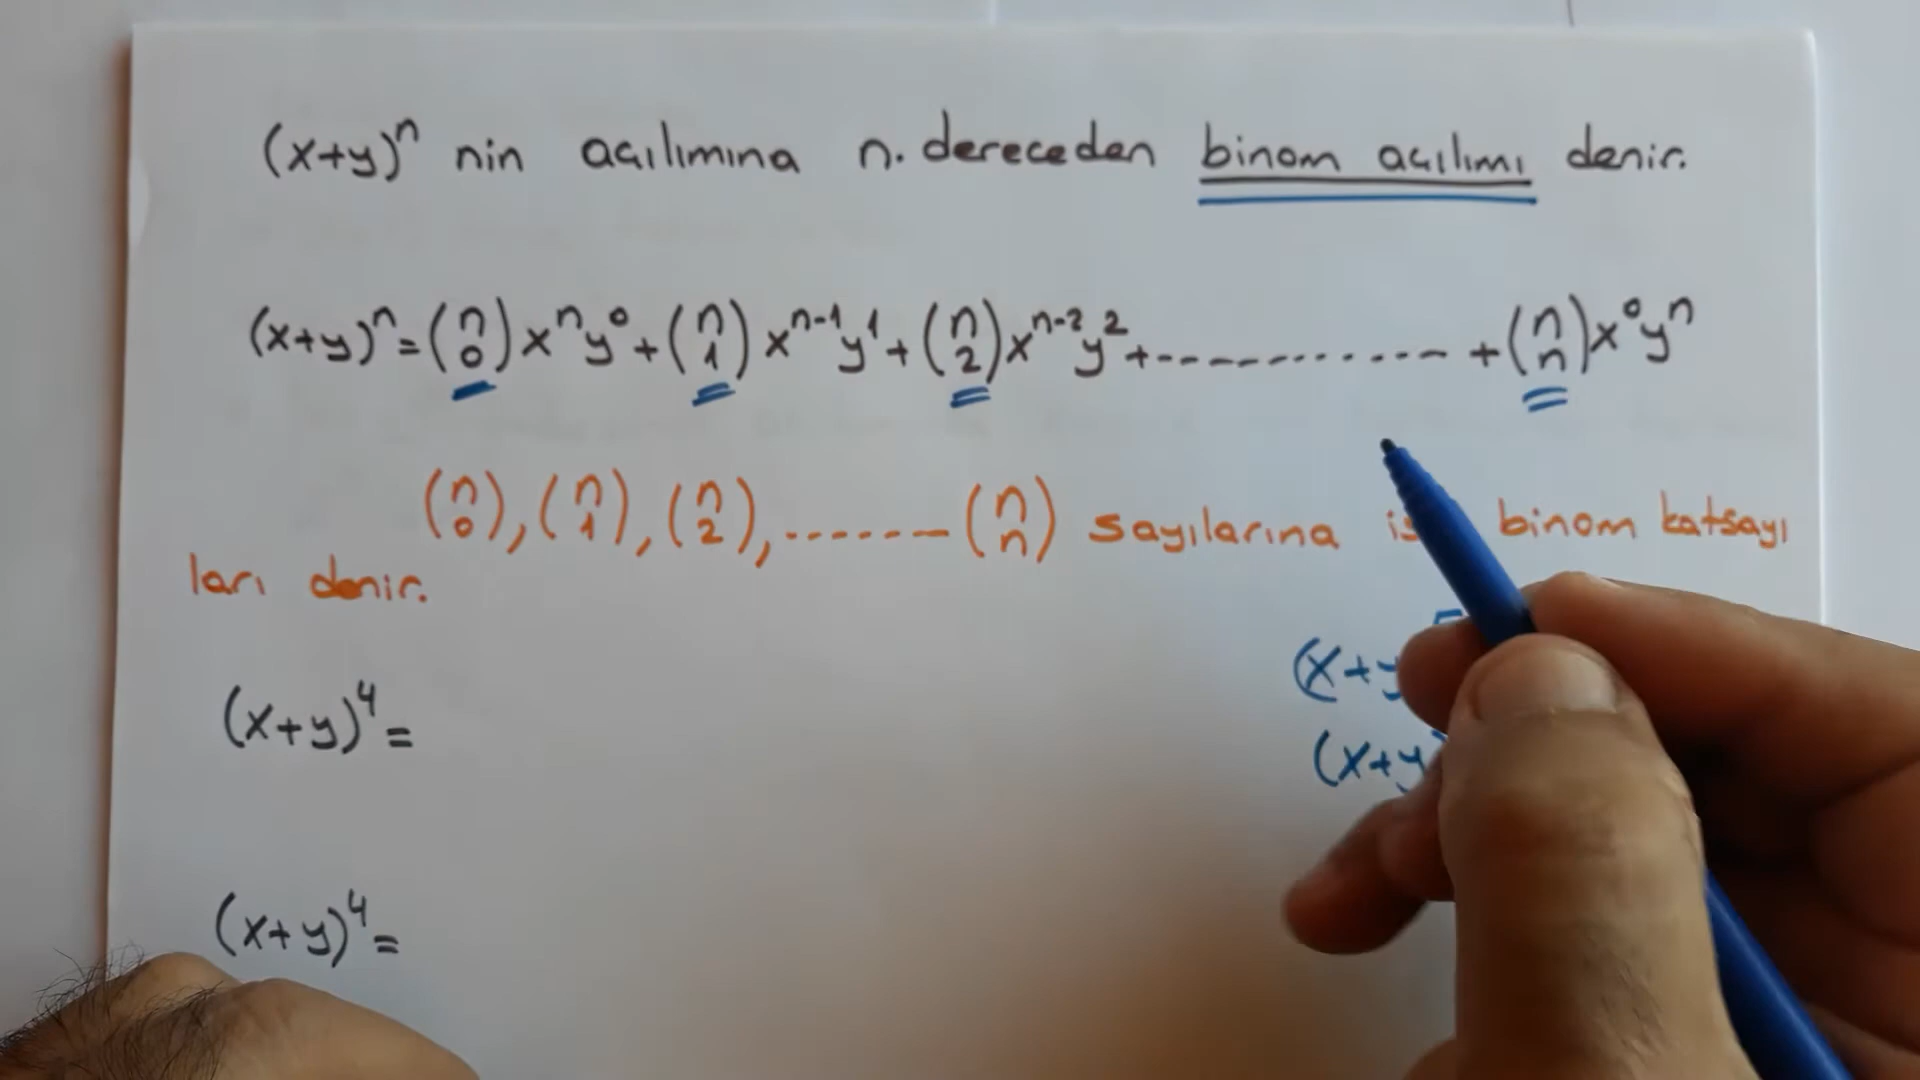 (x+y)ⁿ nin açılımına n. dereceden binom açılımı denir.
(x+y)ⁿ = (n 0) xⁿy⁰ + (n 1) xⁿ⁻¹y¹ + (n 2) xⁿ⁻²y² + ............ + (n n) x⁰yⁿ
(n 0), (n 1), (n 2), ....... (n n) sayılarına binom katsayı
ları denir.
(x+y
(x+y)⁴ =
(x+y
(x+y)⁴ =